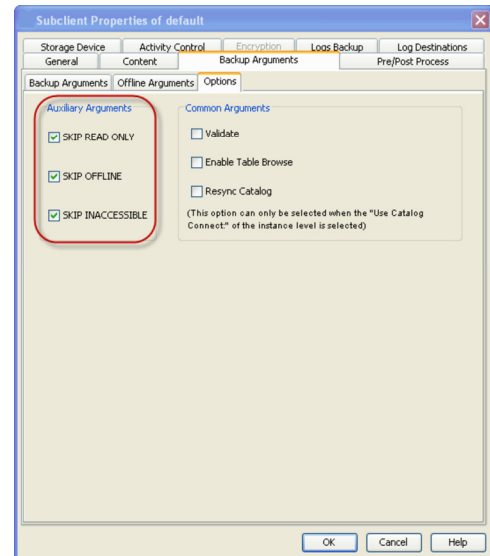 Subclient Properties of default
Storage Device Activity Control Encryption Logs Backup Log Destinations
General Content Backup Arguments Pre/Post Process
Backup Arguments Offline Arguments Options
Auxiliary Arguments Common Arguments
SKIP READ ONLY Validate
Enable Table Browse
SKIP OFFLINE
Resync Catalog
SKIP INACCESSIBLE (This option can only be selected when the "Use Catalog
Connect:" of the instance level is selected)
OK Cancel Help